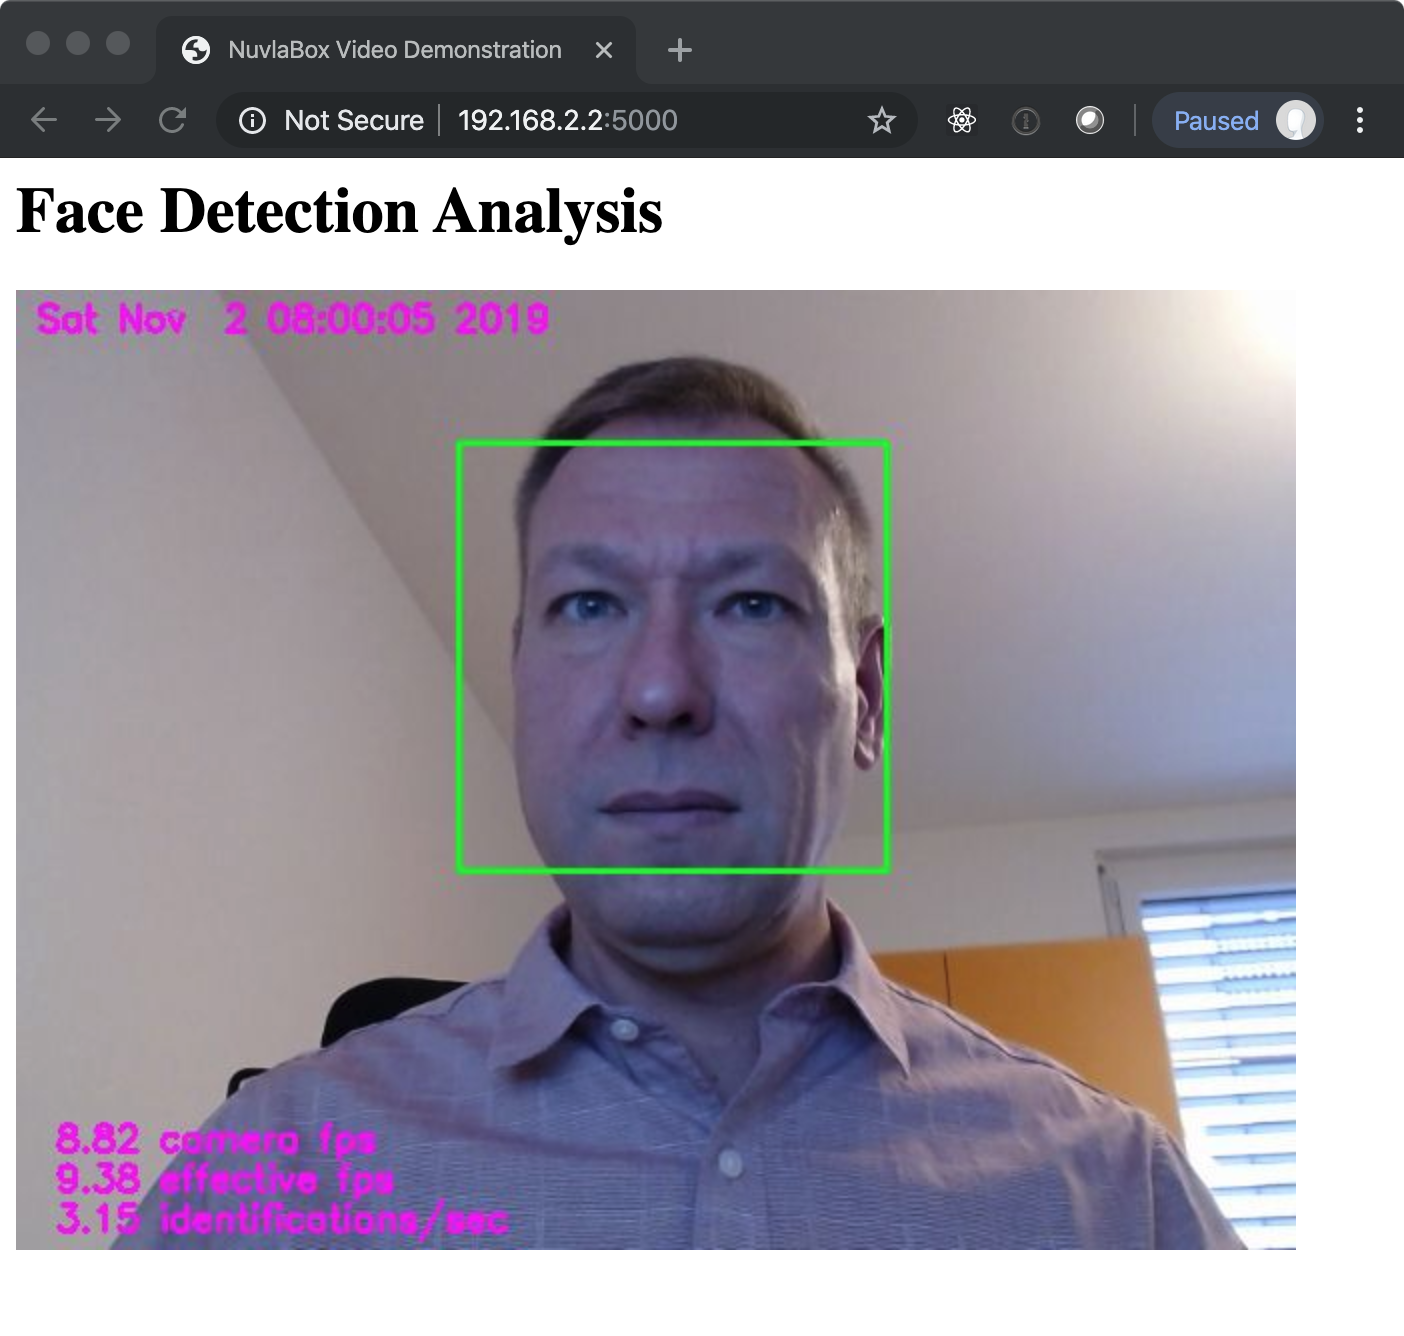 NuvlaBox Video Demonstration
Not Secure
192.168.2.2:5000
Paused
Face Detection Analysis
Sat Nov 2 08:00:05 2019
8.82 camera fps
9.38 effective fps
3.15 identifications/sec